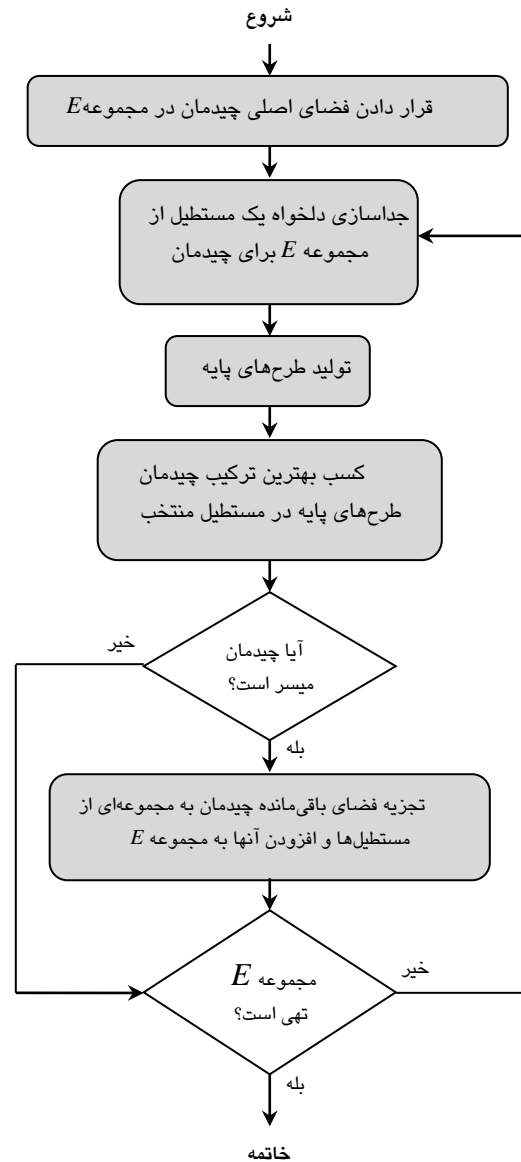 شروع
قرار دادن فضای اصلی چیدمان در مجموعه E
جداسازی دلخواه یک مستطیل از
مجموعه E برای چیدمان
تولید طرح‌های پایه
کسب بهترین ترکیب چیدمان
طرح‌های پایه در مستطیل منتخب
آیا چیدمان
میسر است؟
خیر
بله
تجزیه فضای باقی‌مانده چیدمان به مجموعه‌ای از
مستطیل‌ها و افزودن آنها به مجموعه E
مجموعه E
تهی است؟
خیر
بله
خاتمه